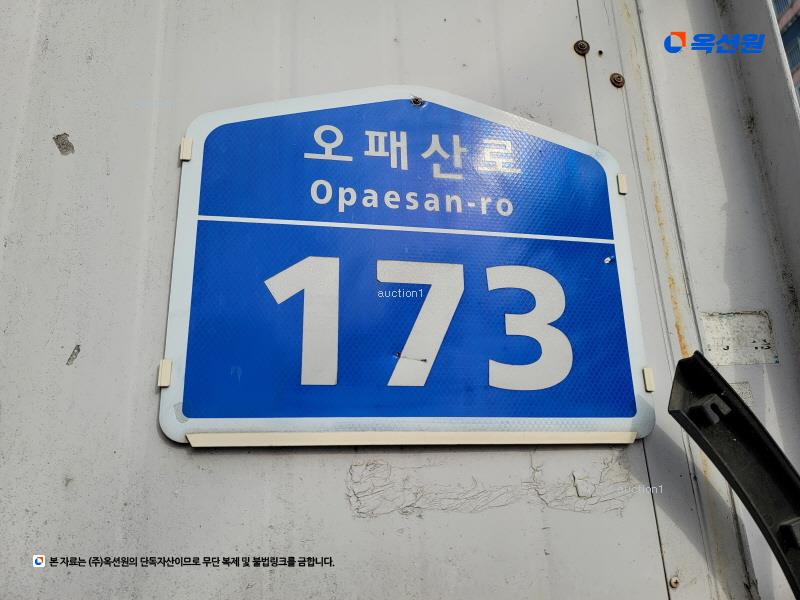 옥션원
오패산로
Opaesan-ro
173
auction1
auction1
본 자료는 (주)옥션원의 단독자산이므로 무단 복제 및 불법링크를 금합니다.